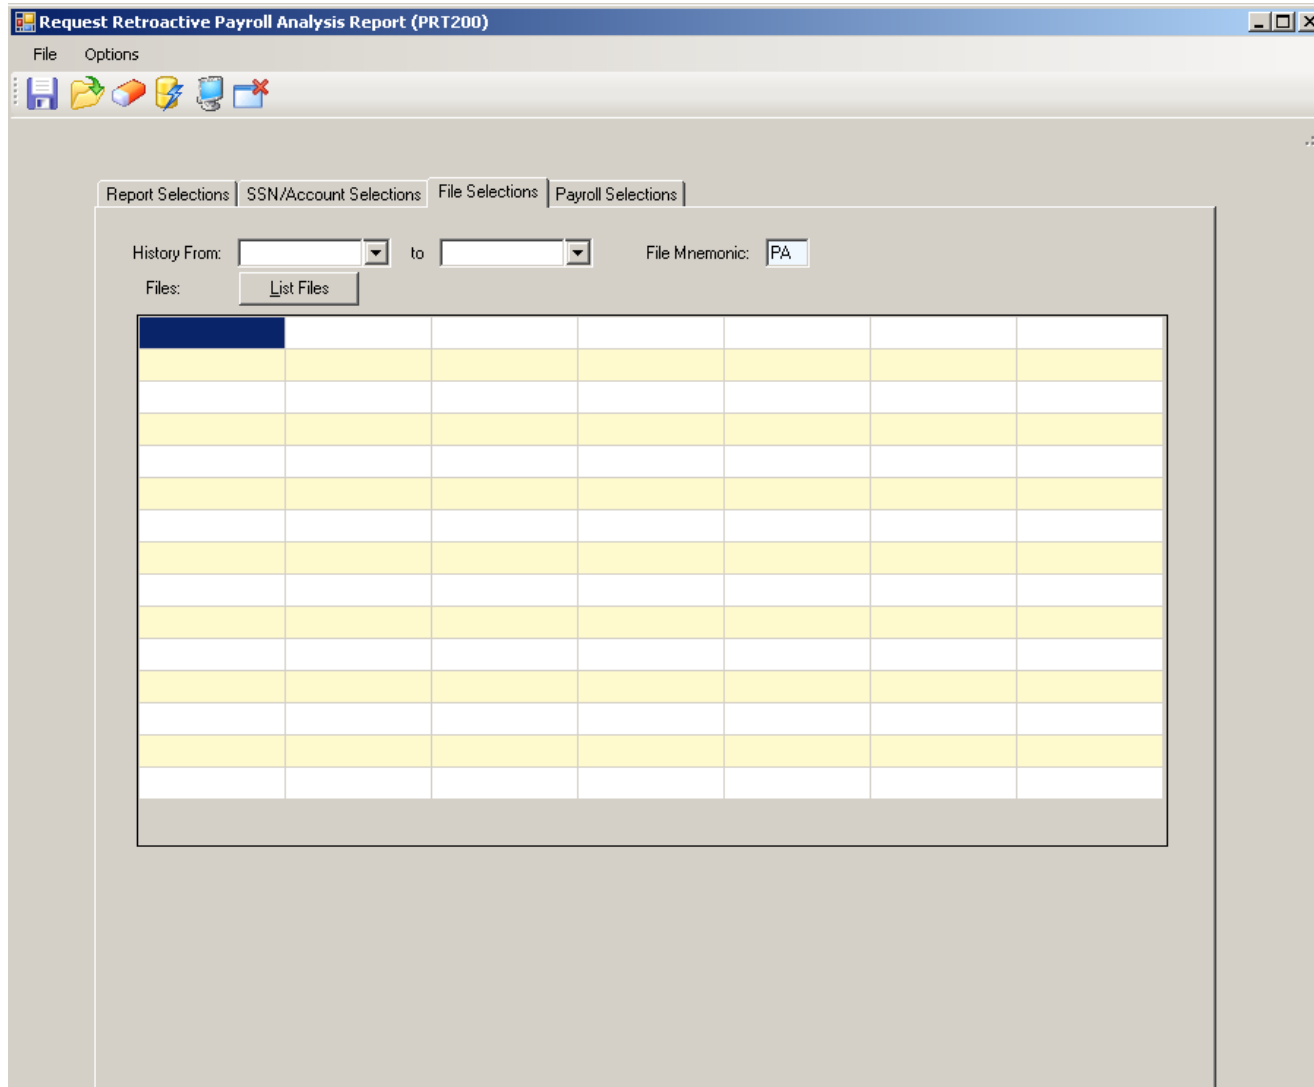 Request Retroactive Payroll Analysis Report (PRT200)
File Options
Report Selections SSN/Account Selections File Selections Payroll Selections
History From: to File Mnemonic: PA
Files: List Files